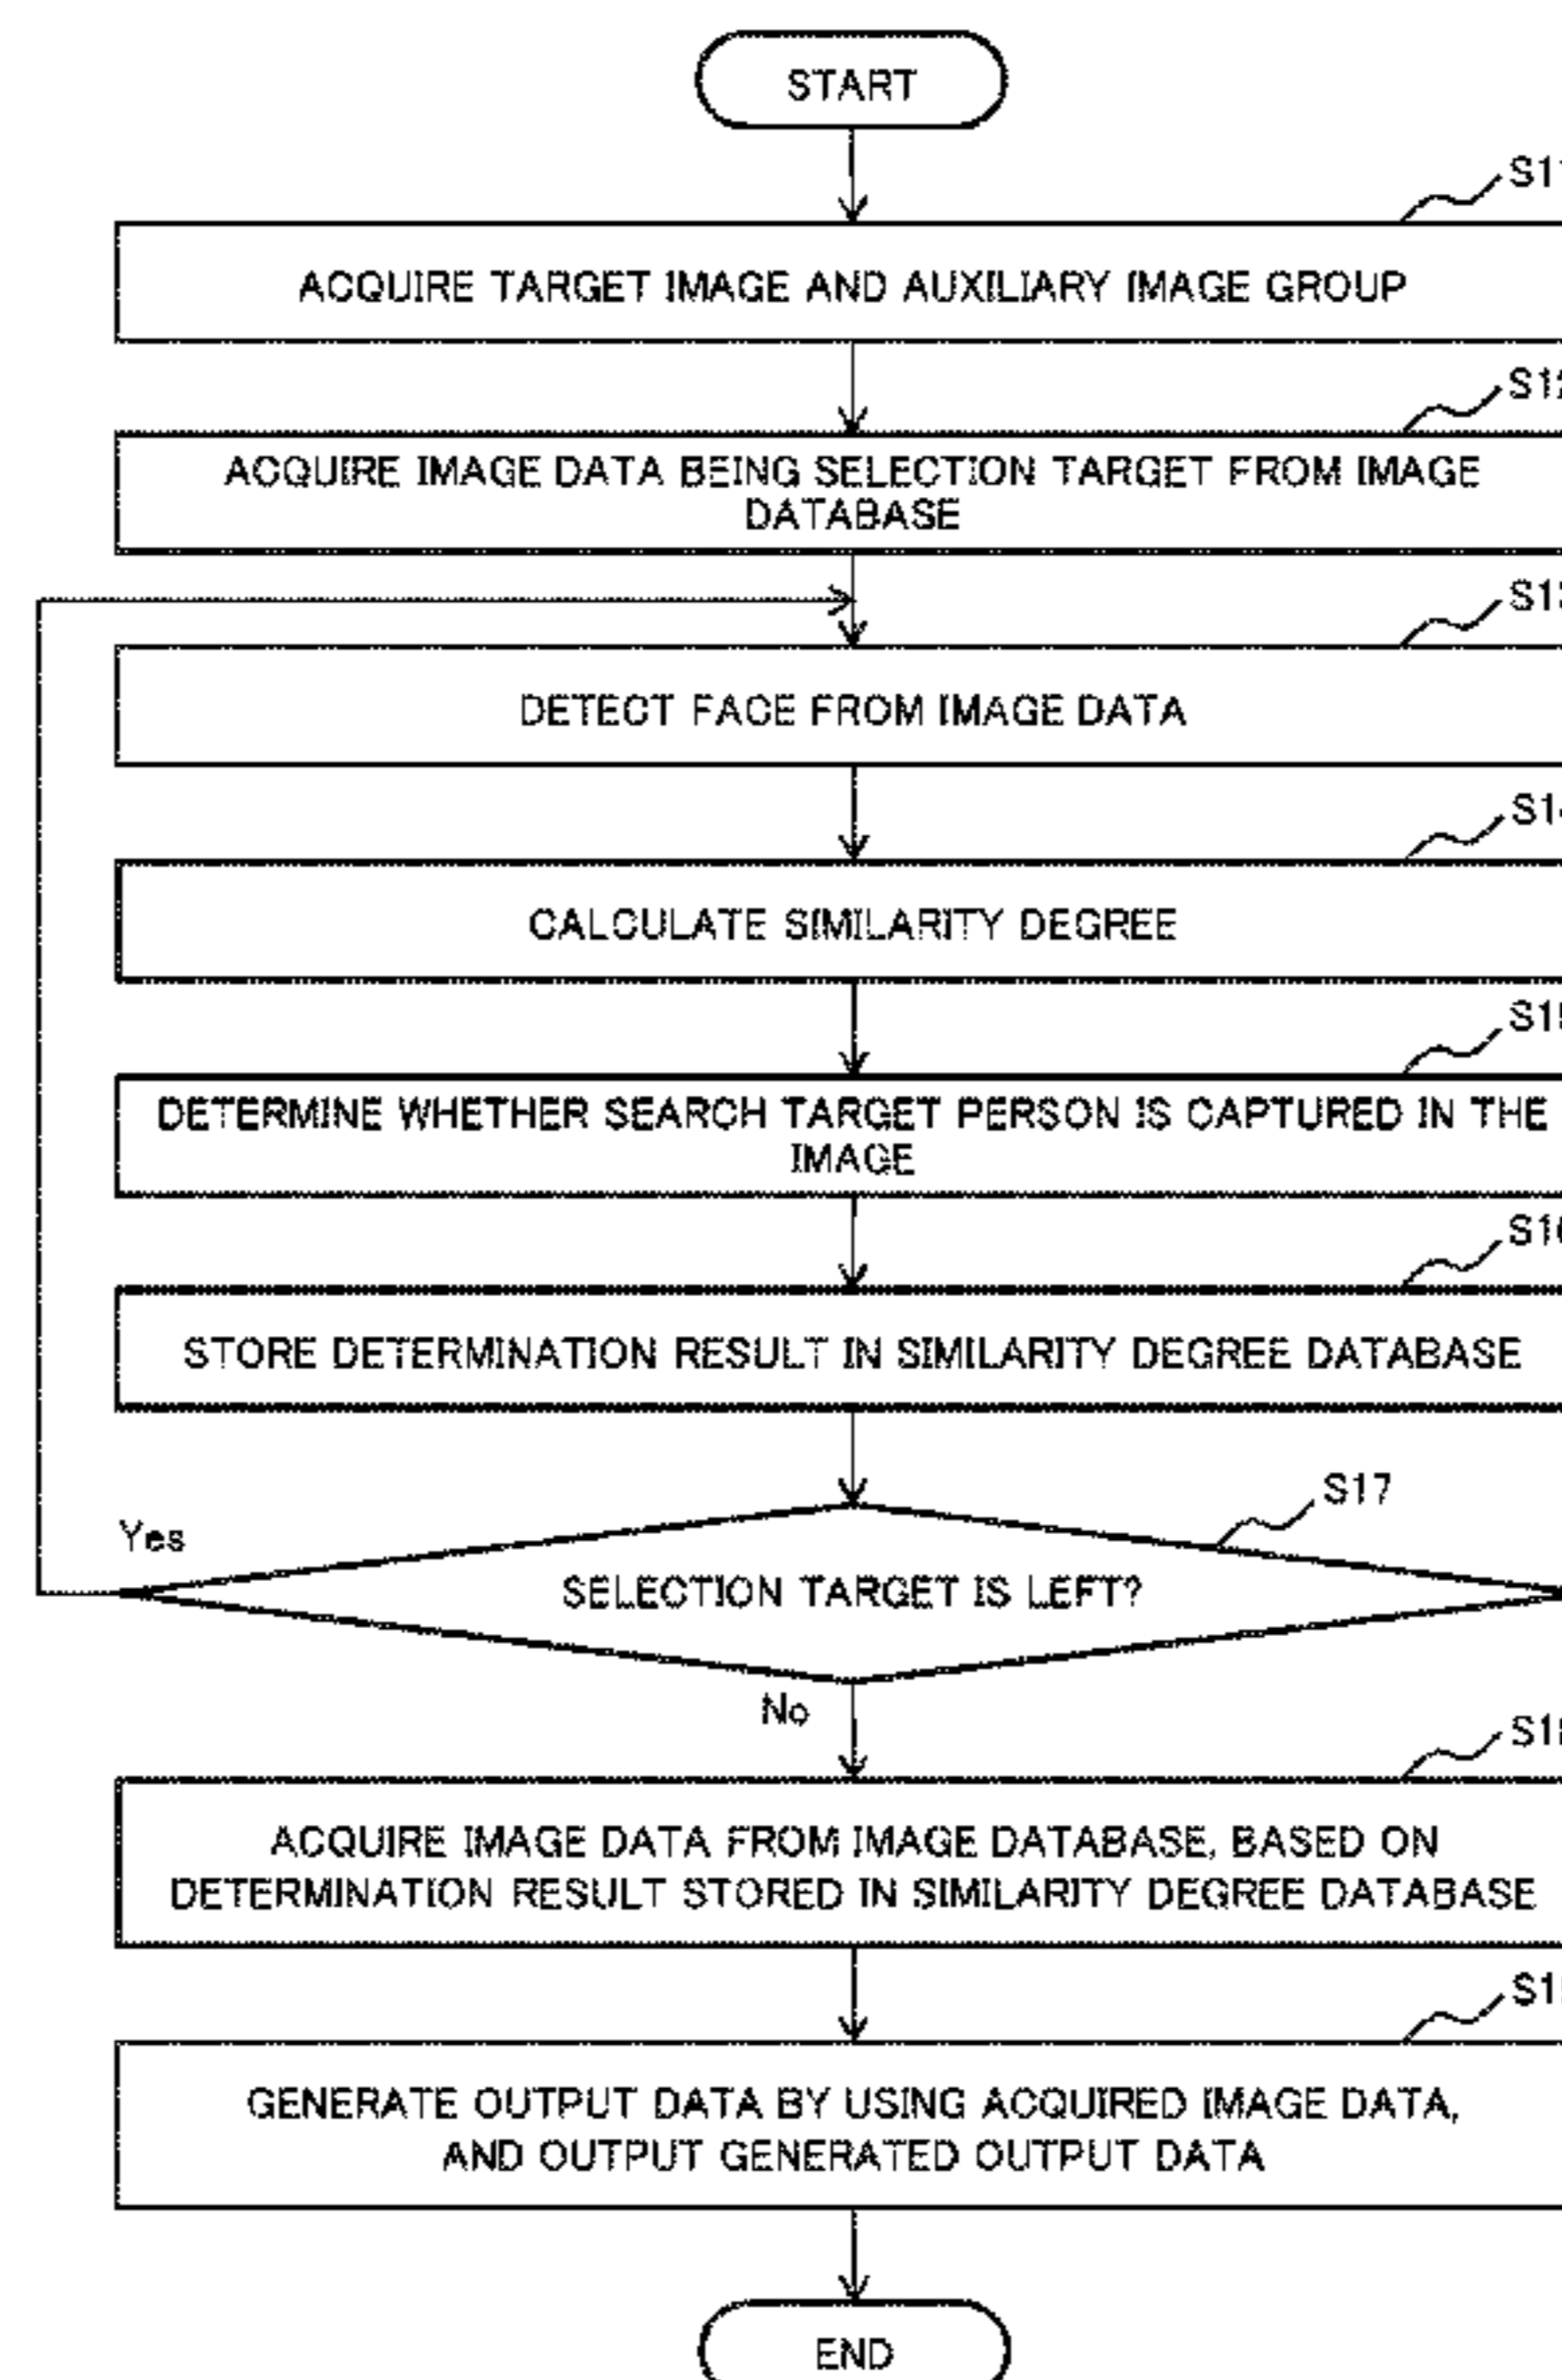 START
ACQUIRE TARGET IMAGE AND AUXILIARY IMAGE GROUP
ACQUIRE IMAGE DATA BEING SELECTION TARGET FROM IMAGE
DATABASE
DETECT FACE FROM IMAGE DATA
CALCULATE SIMILARITY DEGREE
DETERMINE WHETHER SEARCH TARGET PERSON IS CAPTURED IN THE
IMAGE
STORE DETERMINATION RESULT IN SIMILARITY DEGREE DATABASE
S17
Yes
SELECTION TARGET IS LEFT?
No
ACQUIRE IMAGE DATA FROM IMAGE DATABASE, BASED ON
DETERMINATION RESULT STORED IN SIMILARITY DEGREE DATABASE
GENERATE OUTPUT DATA BY USING ACQUIRED IMAGE DATA,
AND OUTPUT GENERATED OUTPUT DATA
END